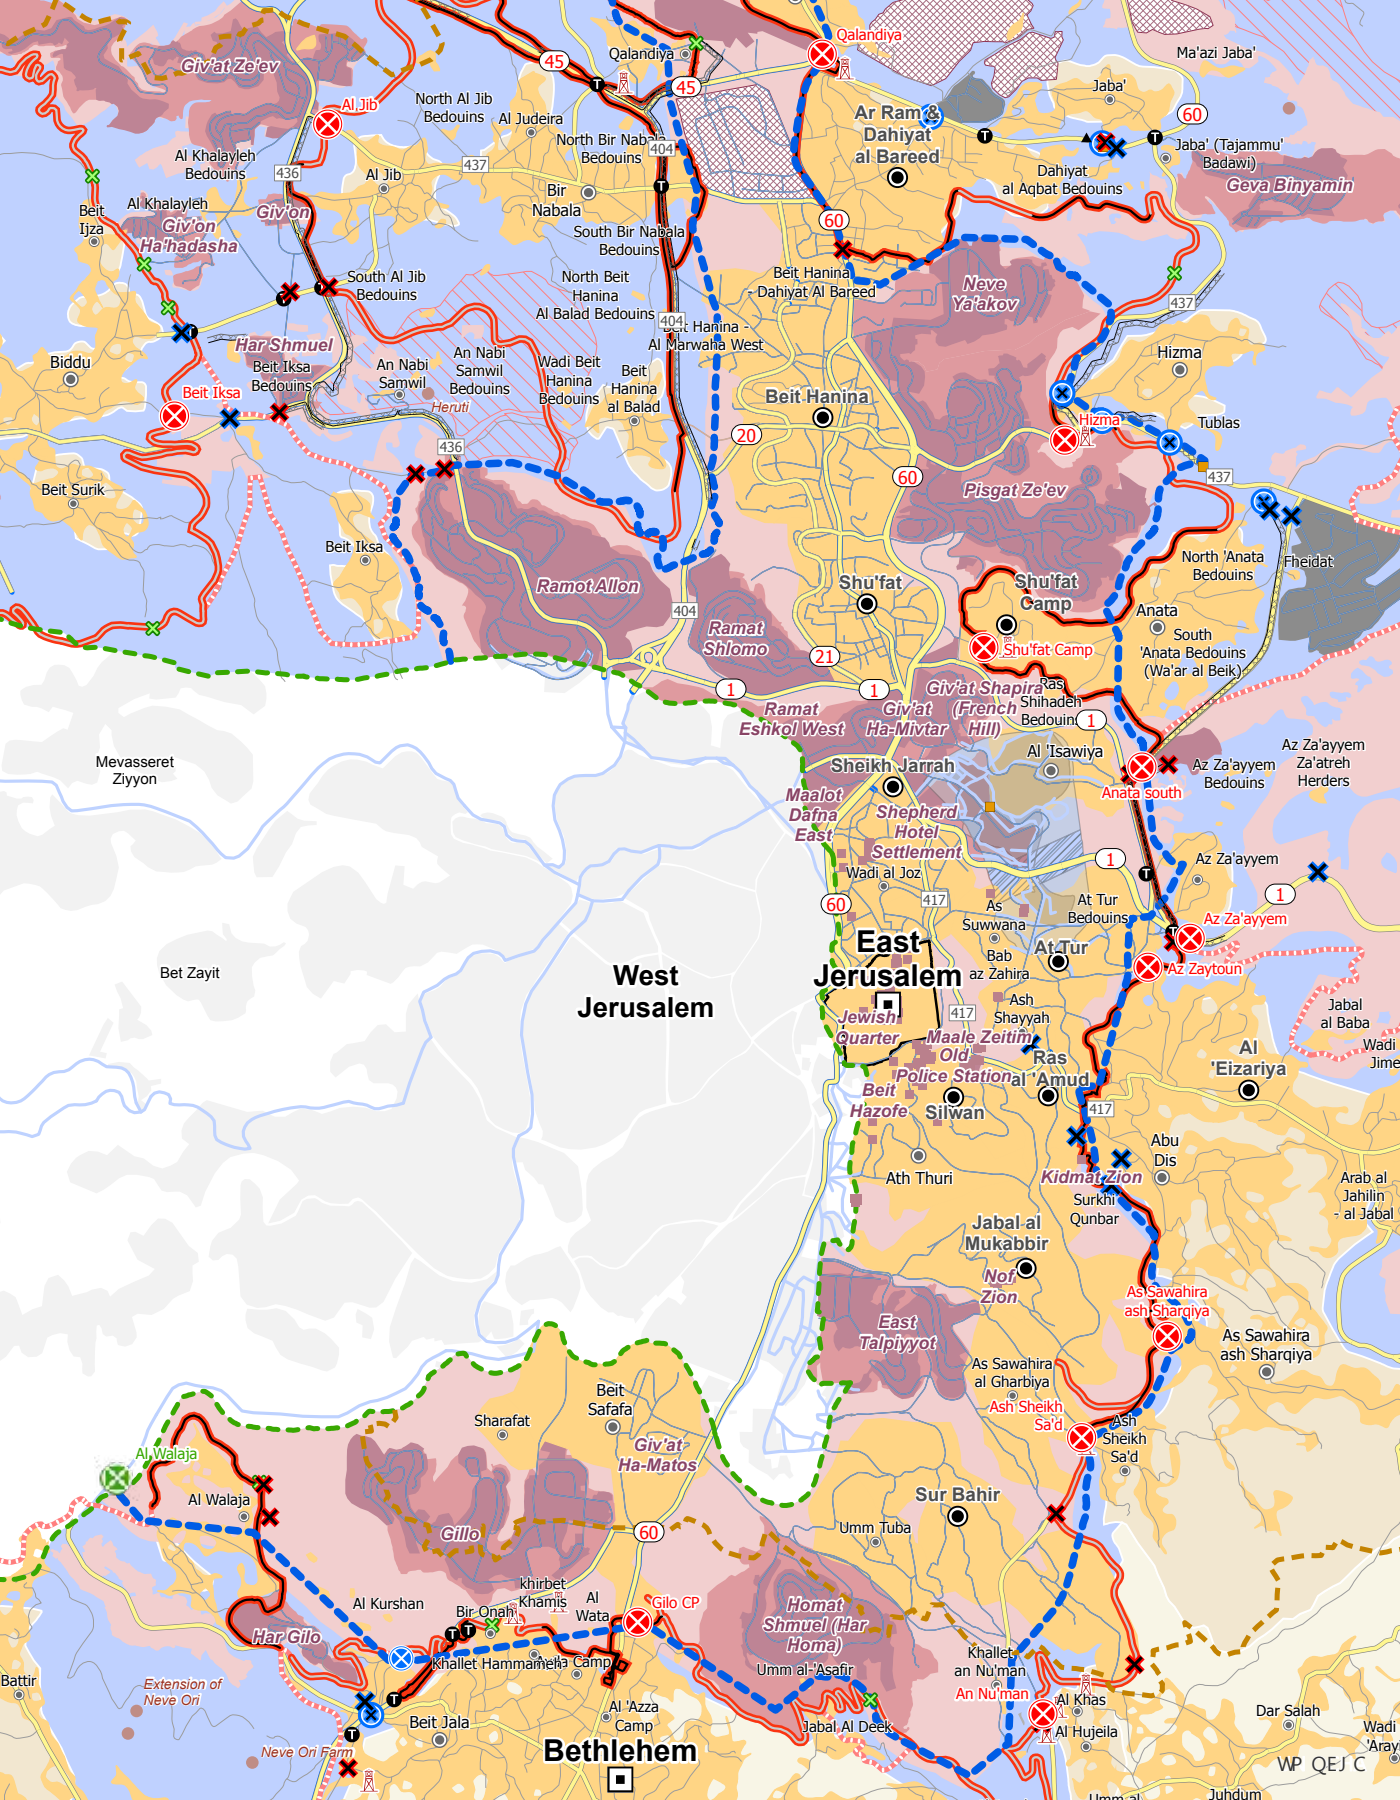 Qalandiya
Qalandiya
45
Ma'azi Jaba'
Giv'at Ze'ev
45
Jaba'
North Al Jib
Bedouins
Al Jib
Al Judeira
Ar Ram &
Dahiyat
al Bareed
60
North Bir Nabala
Bedouins
404
Jaba' (Tajammu'
Badawi)
Al Khalayleh
Bedouins
436
437
Al Jib
Dahiyat
al Aqbat Bedouins
Geva Binyamin
Bir
Nabala
Beit
Ijza
Al Khalayleh
Giv'on
Ha'hadasha
Giv'on
60
South Bir Nabala
Bedouins
South Al Jib
Bedouins
North Beit
Hanina
Al Balad Bedouins
Beit Hanina
- Dahiyat Al Bareed
Neve
Ya'akov
437
404
Beit Hanina -
Al Marwaha West
Har Shmuel
Biddu
Beit Iksa
Bedouins
An Nabi
Samwil
An Nabi
Samwil
Bedouins
Wadi Beit
Hanina
Bedouins
Beit
Hanina
al Balad
Hizma
Beit Iksa
Heruti
Beit Hanina
Hizma
Tublas
20
436
60
437
Beit Surik
Pisgat Ze'ev
Beit Iksa
North 'Anata
Bedouins
Fheidat
Ramot Allon
Shu'fat
Shu'fat
Camp
404
Anata
Ramat
Shlomo
South
'Anata Bedouins
(Wa'ar al Beik)
21
Shu'fat Camp
1
1
Giv'at Shapira
(French
Hill)
Ras
Shihadeh
Bedouins
1
Ramat
Eshkol West
Giv'at
Ha-Mivtar
Mevasseret
Ziyyon
Al 'Isawiya
Az Za'ayyem
Za'atreh
Herders
Sheikh Jarrah
Az Za'ayyem
Bedouins
Anata south
Maalot
Dafna
East
Shepherd
Hotel
Settlement
1
Az Za'ayyem
Wadi al Joz
1
60
417
As
Suwwana
At Tur
Bedouins
Az Za'ayyem
East
Jerusalem
At Tur
Bab
az Zahira
Az Zaytoun
Bet Zayit
West
Jerusalem
Ash
Shayyah
417
Jabal
al Baba
Jewish
Quarter
Maale Zeitim
Old
Police Station
Ras
al 'Amud
Al
'Eizariya
Wadi
Jime
Beit
Hazofe
Silwan
417
Abu
Dis
Ath Thuri
Kidmat Zion
Arab al
Jahilin
- al Jabal
Surkhi
Qunbar
Jabal al
Mukabbir
Nof
Zion
As Sawahira
ash Sharqiya
East
Talpiyyot
As Sawahira
ash Sharqiya
As Sawahira
al Gharbiya
Beit
Safafa
Sharafat
Ash Sheikh
Sa'd
Ash
Sheikh
Sa'd
Giv'at-
Ha-Matos
Al Walaja
Al Walaja
Sur Bahir
Gillo
60
Umm Tuba
khirbet
Khamis
Al
Wata
Al Kurshan
Bir Onah
Gilo CP
Homat
Shmuel (Har
Homa)
Har Gilo
Khallet Hammameh
Umm al-'Asafir
Khallet
an Nu'man
Battir
Extension of
Neve Ori
An Nu'man
Al Khas
Beit Jala
Al 'Azza
Camp
Jabal Al Deek
Al Hujeila
Dar Salah
Wadi
'Aray
Neve Ori Farm
Bethlehem
WP QEJ C
Juhdum